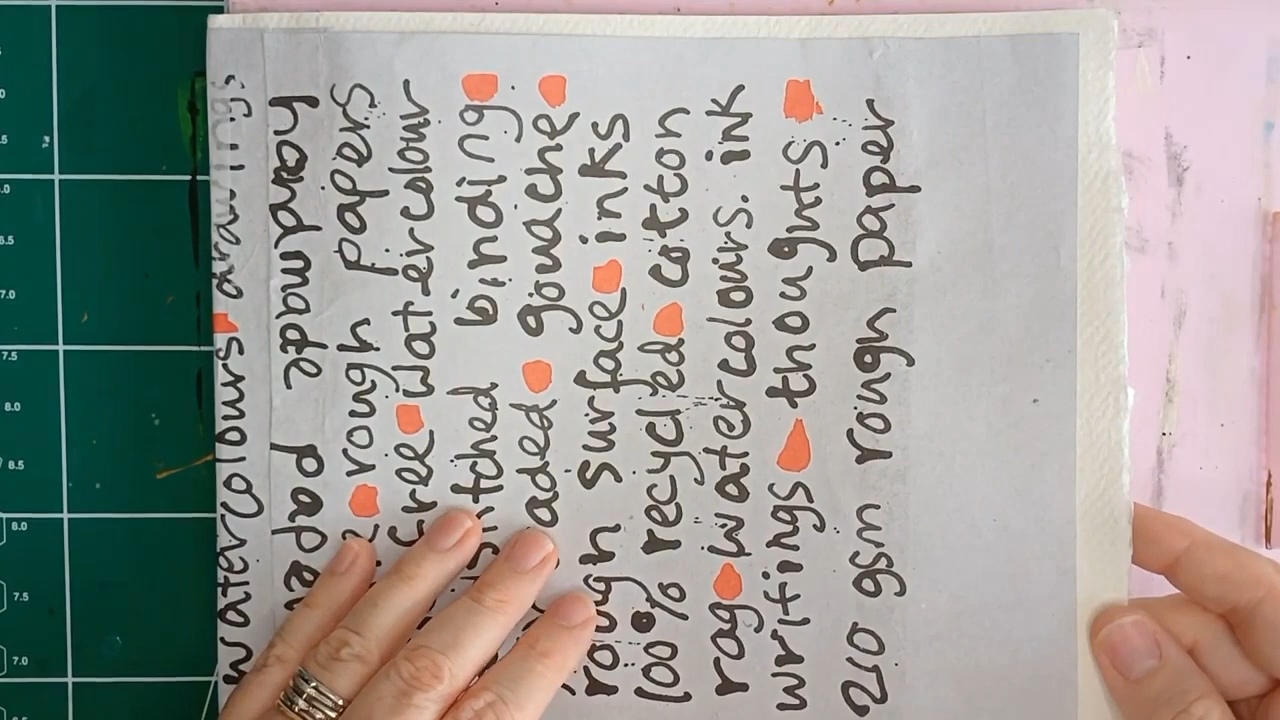 watercolours drawings
handmade paper
rough papers
free watercolour
binding.
gouache
rough surface inks
100% recycled cotton
rag watercolours. ink
writings thoughts
210 gsm rough paper